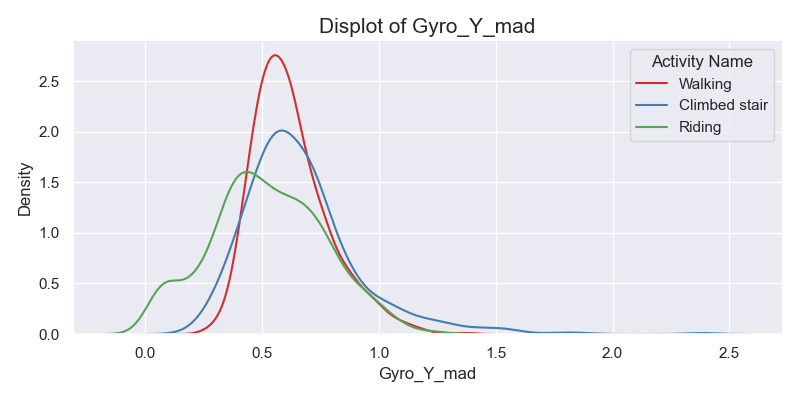 Displot of Gyro_Y_mad
Activity Name
Walking
Climbed stair
Riding
Density
2.5
2.0
1.5
1.0
0.5
0.0
0.0 0.5 1.0 1.5 2.0 2.5
Gyro_Y_mad